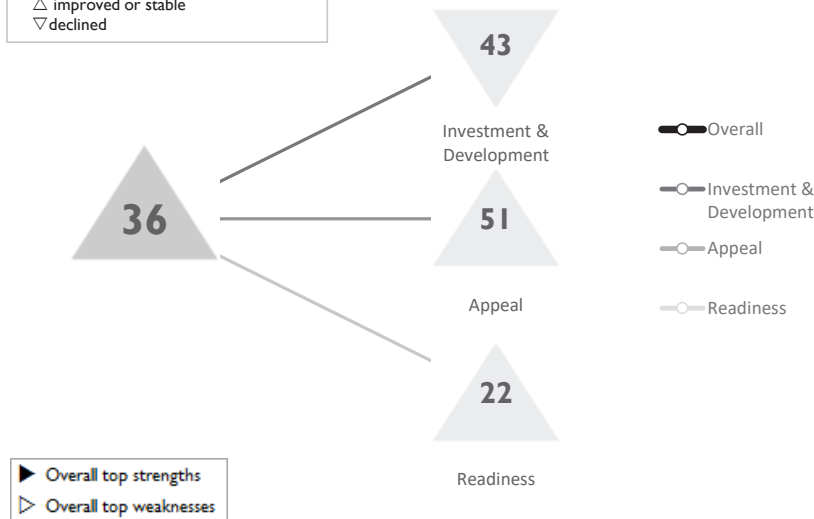 △ improved or stable
▽ declined
43
Investment &
Development
36
51
Appeal
22
Readiness
Overall
Investment &
Development
Appeal
Readiness
▶ Overall top strengths
▷ Overall top weaknesses